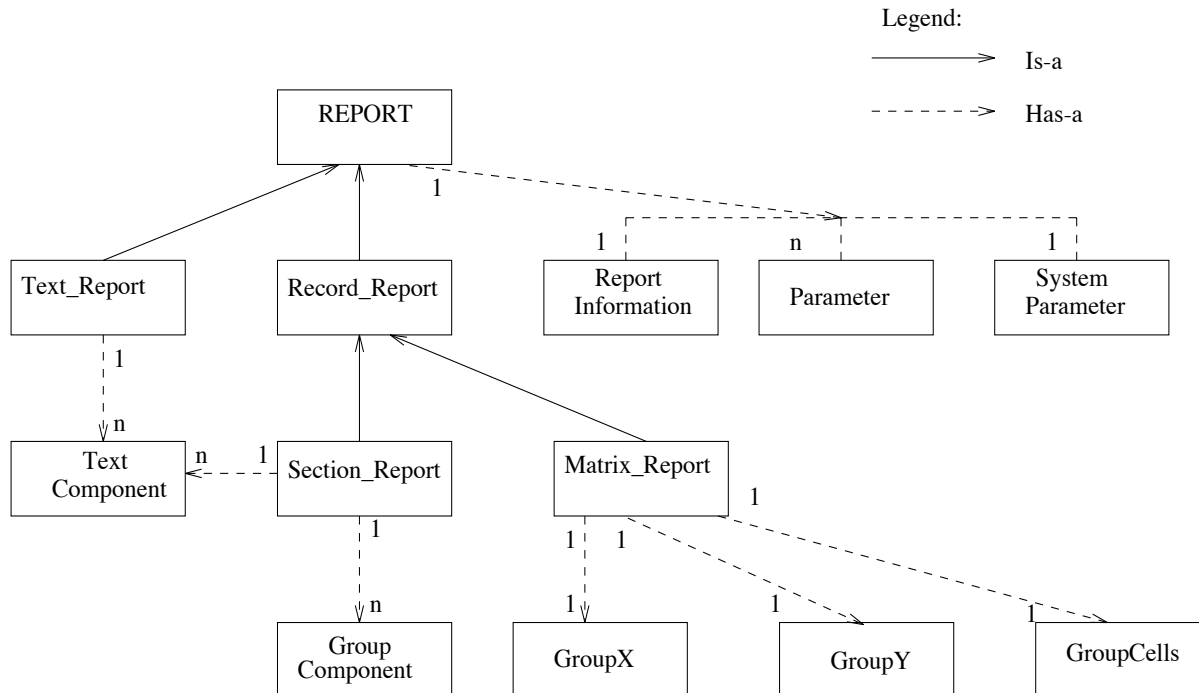 Legend:
Is-a
REPORT
Has-a
1
1
n
1
Text_Report
Record_Report
Report
Information
Parameter
System
Parameter
1
n
n
1
Text
Component
Section_Report
Matrix_Report
1
1
1
1
n
1
1
1
Group
Component
GroupX
GroupY
GroupCells